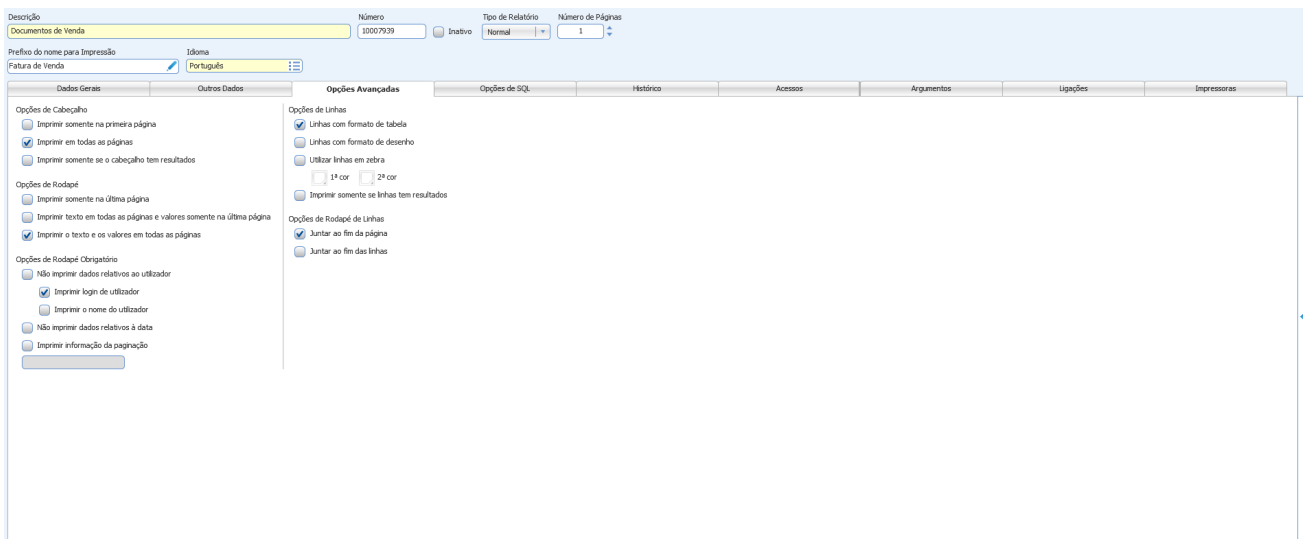 Descrição Número Tipo de Relatório Número de Páginas
Documentos de Venda 10007939 Inativo Normal 1
Prefixo do nome para Impressão Idioma
Fatura de Venda Português
Dados Gerais Outros Dados Opções Avançadas Opções de SQL Histórico Acessos Argumentos Ligações Impressoras
Opções de Cabeçalho
Imprimir somente na primeira página
Imprimir em todas as páginas
Imprimir somente se o cabeçalho tem resultados
Opções de Rodapé
Imprimir somente na última página
Imprimir texto em todas as páginas e valores somente na última página
Imprimir o texto e os valores em todas as páginas
Opções de Rodapé Obrigatório
Não imprimir dados relativos ao utilizador
Imprimir login de utilizador
Imprimir o nome do utilizador
Não imprimir dados relativos à data
Imprimir informação da paginação
Opções de Linhas
Linhas com formato de tabela
Linhas com formato de desenho
Utilizar linhas em zebra
1ª cor 2ª cor
Imprimir somente se linhas tem resultados
Opções de Rodapé de Linhas
Juntar ao fim da página
Juntar ao fim das linhas